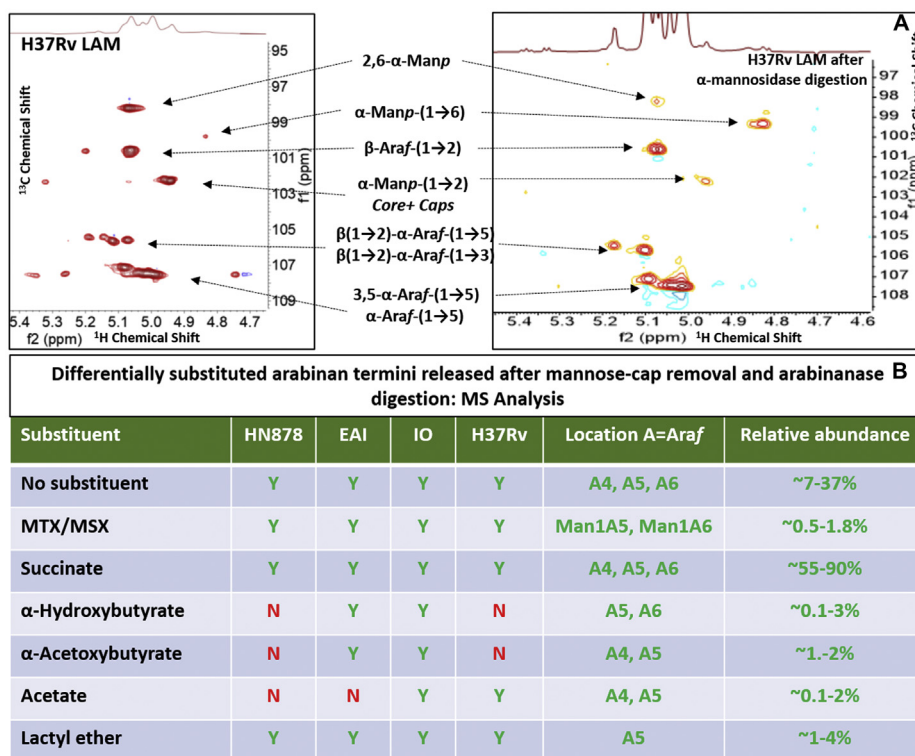 A
H37Rv LAM
H37Rv LAM after
α-mannosidase digestion
2,6-α-Manp
α-Manp-(1→6)
β-Araf-(1→2)
α-Manp-(1→2)
Core+ Caps
β(1→2)-α-Araf-(1→5)
β(1→2)-α-Araf-(1→3)
3,5-α-Araf-(1→5)
α-Araf-(1→5)
¹³C Chemical Shift
95
97
99
101
103
105
107
109
f1 (ppm)
5.4 5.3 5.2 5.1 5.0 4.9 4.8 4.7
f2 (ppm) ¹H Chemical Shift
97
98
99
100
101
102
103
104
105
106
107
108
f1 (ppm)
5.4 5.3 5.2 5.1 5.0 4.9 4.8 4.7 4.6
f2 (ppm) ¹H Chemical Shift
B
Differentially substituted arabinan termini released after mannose-cap removal and arabinanase
digestion: MS Analysis
Substituent HN878 EAI IO H37Rv Location A=Araf Relative abundance
No substituent Y Y Y Y A4, A5, A6 ~7-37%
MTX/MSX Y Y Y Y Man1A5, Man1A6 ~0.5-1.8%
Succinate Y Y Y Y A4, A5, A6 ~55-90%
α-Hydroxybutyrate N Y Y N A5, A6 ~0.1-3%
α-Acetoxybutyrate N Y Y N A4, A5 ~1.-2%
Acetate N N Y Y A4, A5 ~0.1-2%
Lactyl ether Y Y Y Y A5 ~1-4%